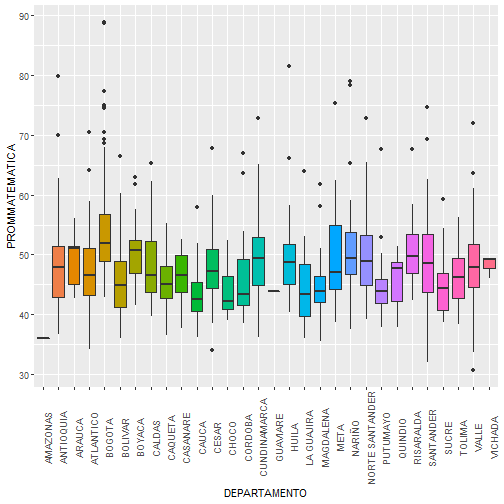 90
80
70
60
50
40
30
PROMMATEMATICA
AMAZONAS
ANTIOQUIA
ARAUCA
ATLANTICO
BOGOTA
BOLIVAR
BOYACA
CALDAS
CAQUETA
CASANARE
CAUCA
CESAR
CHOCO
CORDOBA
CUNDINAMARCA
GUAVIARE
HUILA
LA GUAJIRA
MAGDALENA
META
NARIÑO
NORTE SANTANDER
PUTUMAYO
QUINDIO
RISARALDA
SANTANDER
SUCRE
TOLIMA
VALLE
VICHADA
DEPARTAMENTO